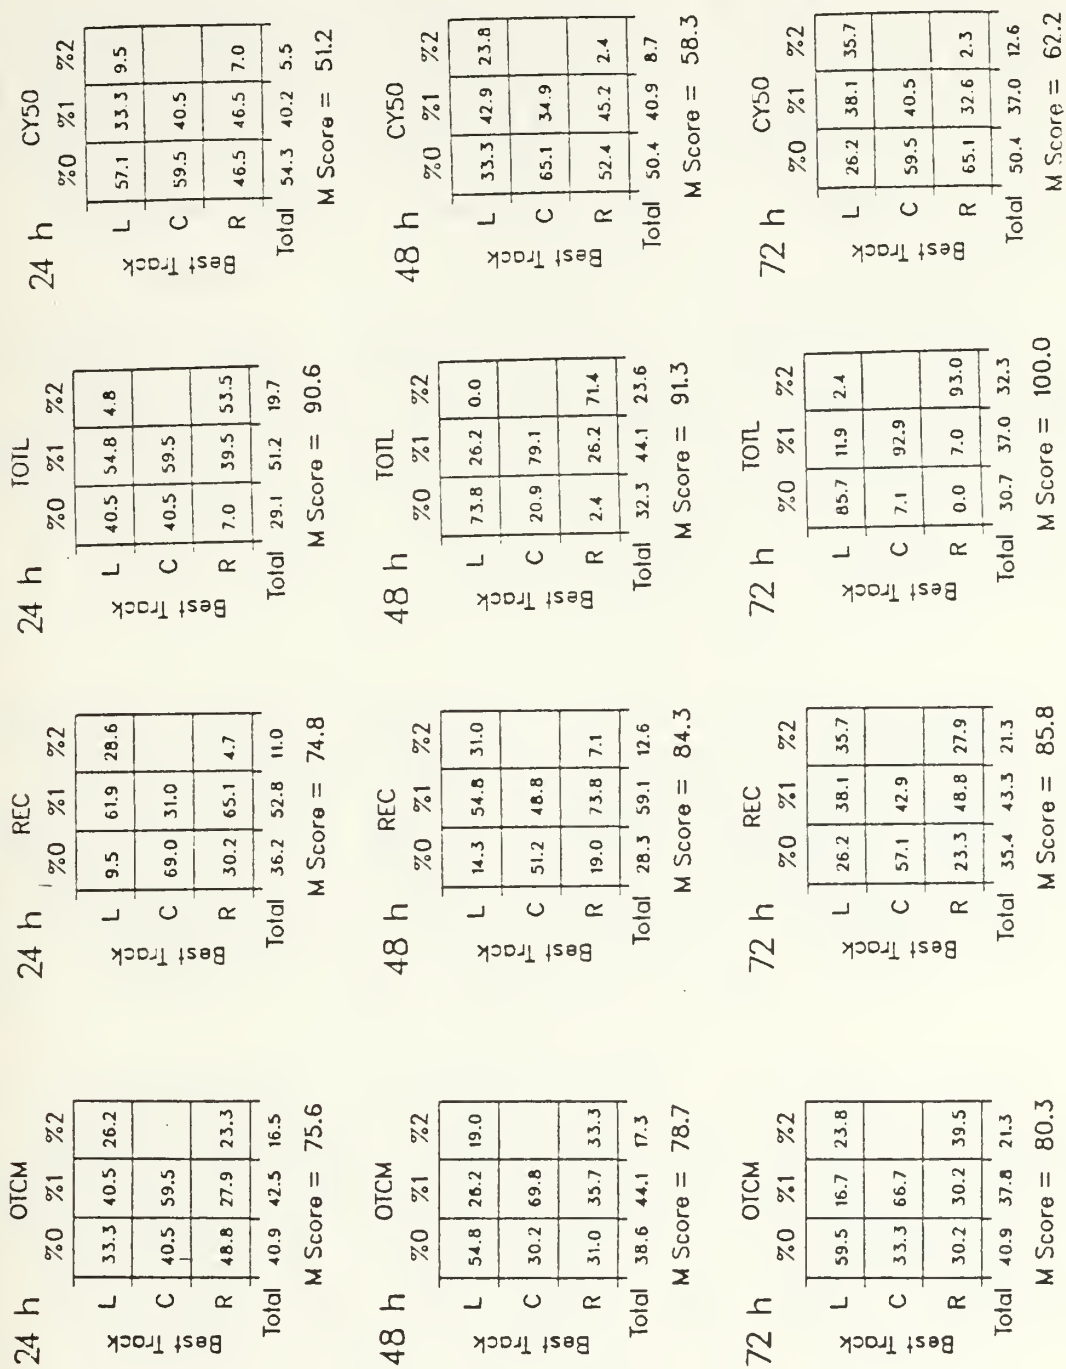 24 h
OTCM
%0 %1 %2
Best Track
L 33.3 40.5 26.2
C 40.5 59.5
R 48.8 27.9 23.3
Total 40.9 42.5 16.5
M Score = 75.6
24 h
REC
%0 %1 %2
Best Track
L 9.5 61.9 28.6
C 69.0 31.0
R 30.2 65.1 4.7
Total 36.2 52.8 11.0
M Score = 74.8
24 h
TOTL
%0 %1 %2
Best Track
L 40.5 54.8 4.8
C 40.5 59.5
R 7.0 39.5 53.5
Total 29.1 51.2 19.7
M Score = 90.6
24 h
CY50
%0 %1 %2
Best Track
L 57.1 33.3 9.5
C 59.5 40.5
R 46.5 46.5 7.0
Total 54.3 40.2 5.5
M Score = 51.2
48 h
OTCM
%0 %1 %2
Best Track
L 54.8 26.2 19.0
C 30.2 69.8
R 31.0 35.7 33.3
Total 38.6 44.1 17.3
M Score = 78.7
48 h
REC
%0 %1 %2
Best Track
L 14.3 54.8 31.0
C 51.2 48.8
R 19.0 73.8 7.1
Total 28.3 59.1 12.6
M Score = 84.3
48 h
TOTL
%0 %1 %2
Best Track
L 73.8 26.2 0.0
C 20.9 79.1
R 2.4 26.2 71.4
Total 32.3 44.1 23.6
M Score = 91.3
48 h
CY50
%0 %1 %2
Best Track
L 33.3 42.9 23.8
C 65.1 34.9
R 52.4 45.2 2.4
Total 50.4 40.9 8.7
M Score = 58.3
72 h
OTCM
%0 %1 %2
Best Track
L 59.5 16.7 23.8
C 33.3 66.7
R 30.2 30.2 39.5
Total 40.9 37.8 21.3
M Score = 80.3
72 h
REC
%0 %1 %2
Best Track
L 26.2 38.1 35.7
C 57.1 42.9
R 23.3 48.8 27.9
Total 35.4 43.3 21.3
M Score = 85.8
72 h
TOTL
%0 %1 %2
Best Track
L 85.7 11.9 2.4
C 7.1 92.9
R 0.0 7.0 93.0
Total 30.7 37.0 32.3
M Score = 100.0
72 h
CY50
%0 %1 %2
Best Track
L 26.2 38.1 35.7
C 59.5 40.5
R 65.1 32.6 2.3
Total 50.4 37.0 12.6
M Score = 62.2